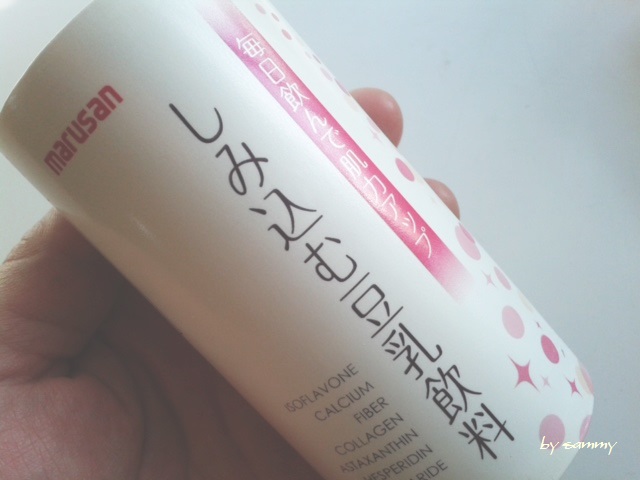 marusan
毎日飲んで肌力アップ
しみ込む豆乳飲料
ISOFLAVONE
CALCIUM
FIBER
COLLAGEN
ASTAXANTHIN
HESPERIDIN
by sammy